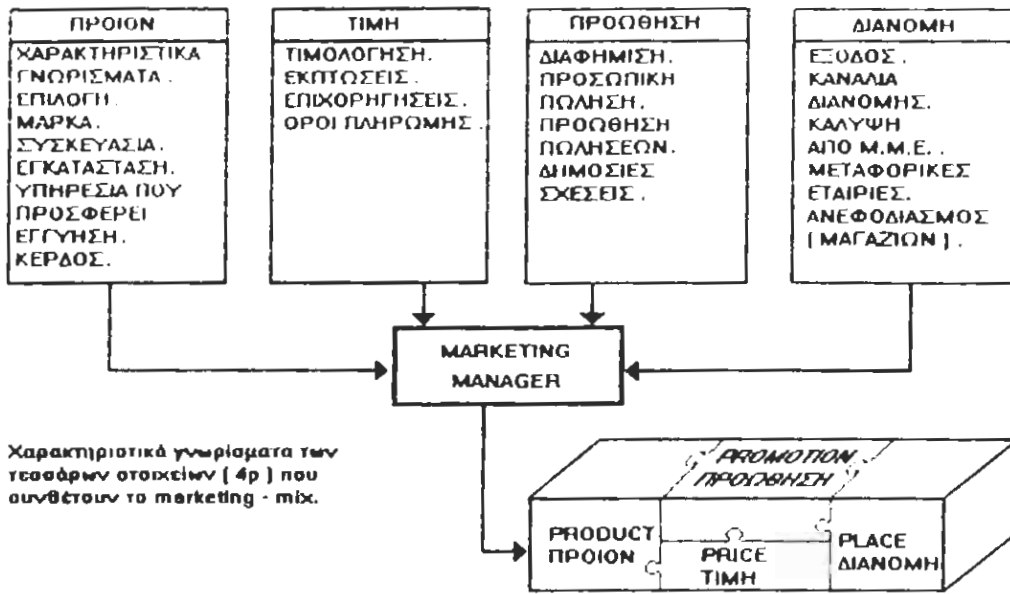 ΠΡΟΙΟΝ
ΧΑΡΑΚΤΗΡΙΣΤΙΚΑ
ΓΝΩΡΙΣΜΑΤΑ .
ΕΠΙΛΟΓΗ.
ΜΑΡΚΑ.
ΣΥΣΚΕΥΑΣΙΑ.
ΕΓΚΑΤΑΣΤΑΣΗ.
ΥΠΗΡΕΣΙΑ ΠΟΥ
ΠΡΟΣΦΕΡΕΙ
ΕΓΓΥΗΣΗ.
ΚΕΡΔΟΣ.
ΤΙΜΗ
ΤΙΜΟΛΟΓΗΣΗ.
ΕΚΠΤΩΣΕΙΣ.
ΕΠΙΧΟΡΗΓΗΣΕΙΣ.
ΟΡΟΙ ΠΛΗΡΩΜΗΣ .
ΠΡΟΩΘΗΣΗ
ΔΙΑΦΗΜΙΣΗ.
ΠΡΟΣΩΠΙΚΗ
ΠΩΛΗΣΗ.
ΠΡΟΩΘΗΣΗ
ΠΩΛΗΣΕΩΝ.
ΔΗΜΟΣΙΕΣ
ΣΧΕΣΕΙΣ .
ΔΙΑΝΟΜΗ
ΕΞΟΔΟΣ.
ΚΑΝΑΛΙΑ
ΔΙΑΝΟΜΗΣ.
ΚΑΛΥΨΗ
ΑΠΟ Μ.Μ.Ε. .
ΜΕΤΑΦΟΡΙΚΕΣ
ΕΤΑΙΡΙΕΣ.
ΑΝΕΦΟΔΙΑΣΜΟΣ
( ΜΑΓΑΖΙΩΝ ) .
MARKETING
MANAGER
Χαρακτηριστικά γνωρίσματα των
τεσσάρων στοιχείων ( 4p ) που
συνθέτουν το marketing - mix.
PROMOTION
ΠΡΟΩΘΗΣΗ
PRODUCT
ΠΡΟΙΟΝ
PRICE
ΤΙΜΗ
PLACE
ΔΙΑΝΟΜΗ